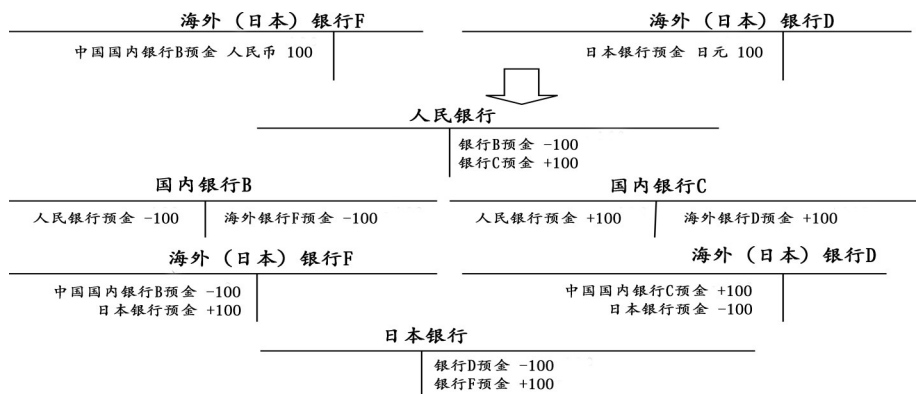 海外（日本）银行F
海外（日本）银行D
中国国内银行B预金 人民币 100
日本银行预金 日元 100
人民银行
银行B预金 -100
银行C预金 +100
国内银行B
国内银行C
人民银行预金 -100
海外银行F预金 -100
人民银行预金 +100
海外银行D预金 +100
海外（日本）银行F
海外（日本）银行D
中国国内银行B预金 -100
日本银行预金 +100
中国国内银行C预金 +100
日本银行预金 -100
日本银行
银行D预金 -100
银行F预金 +100